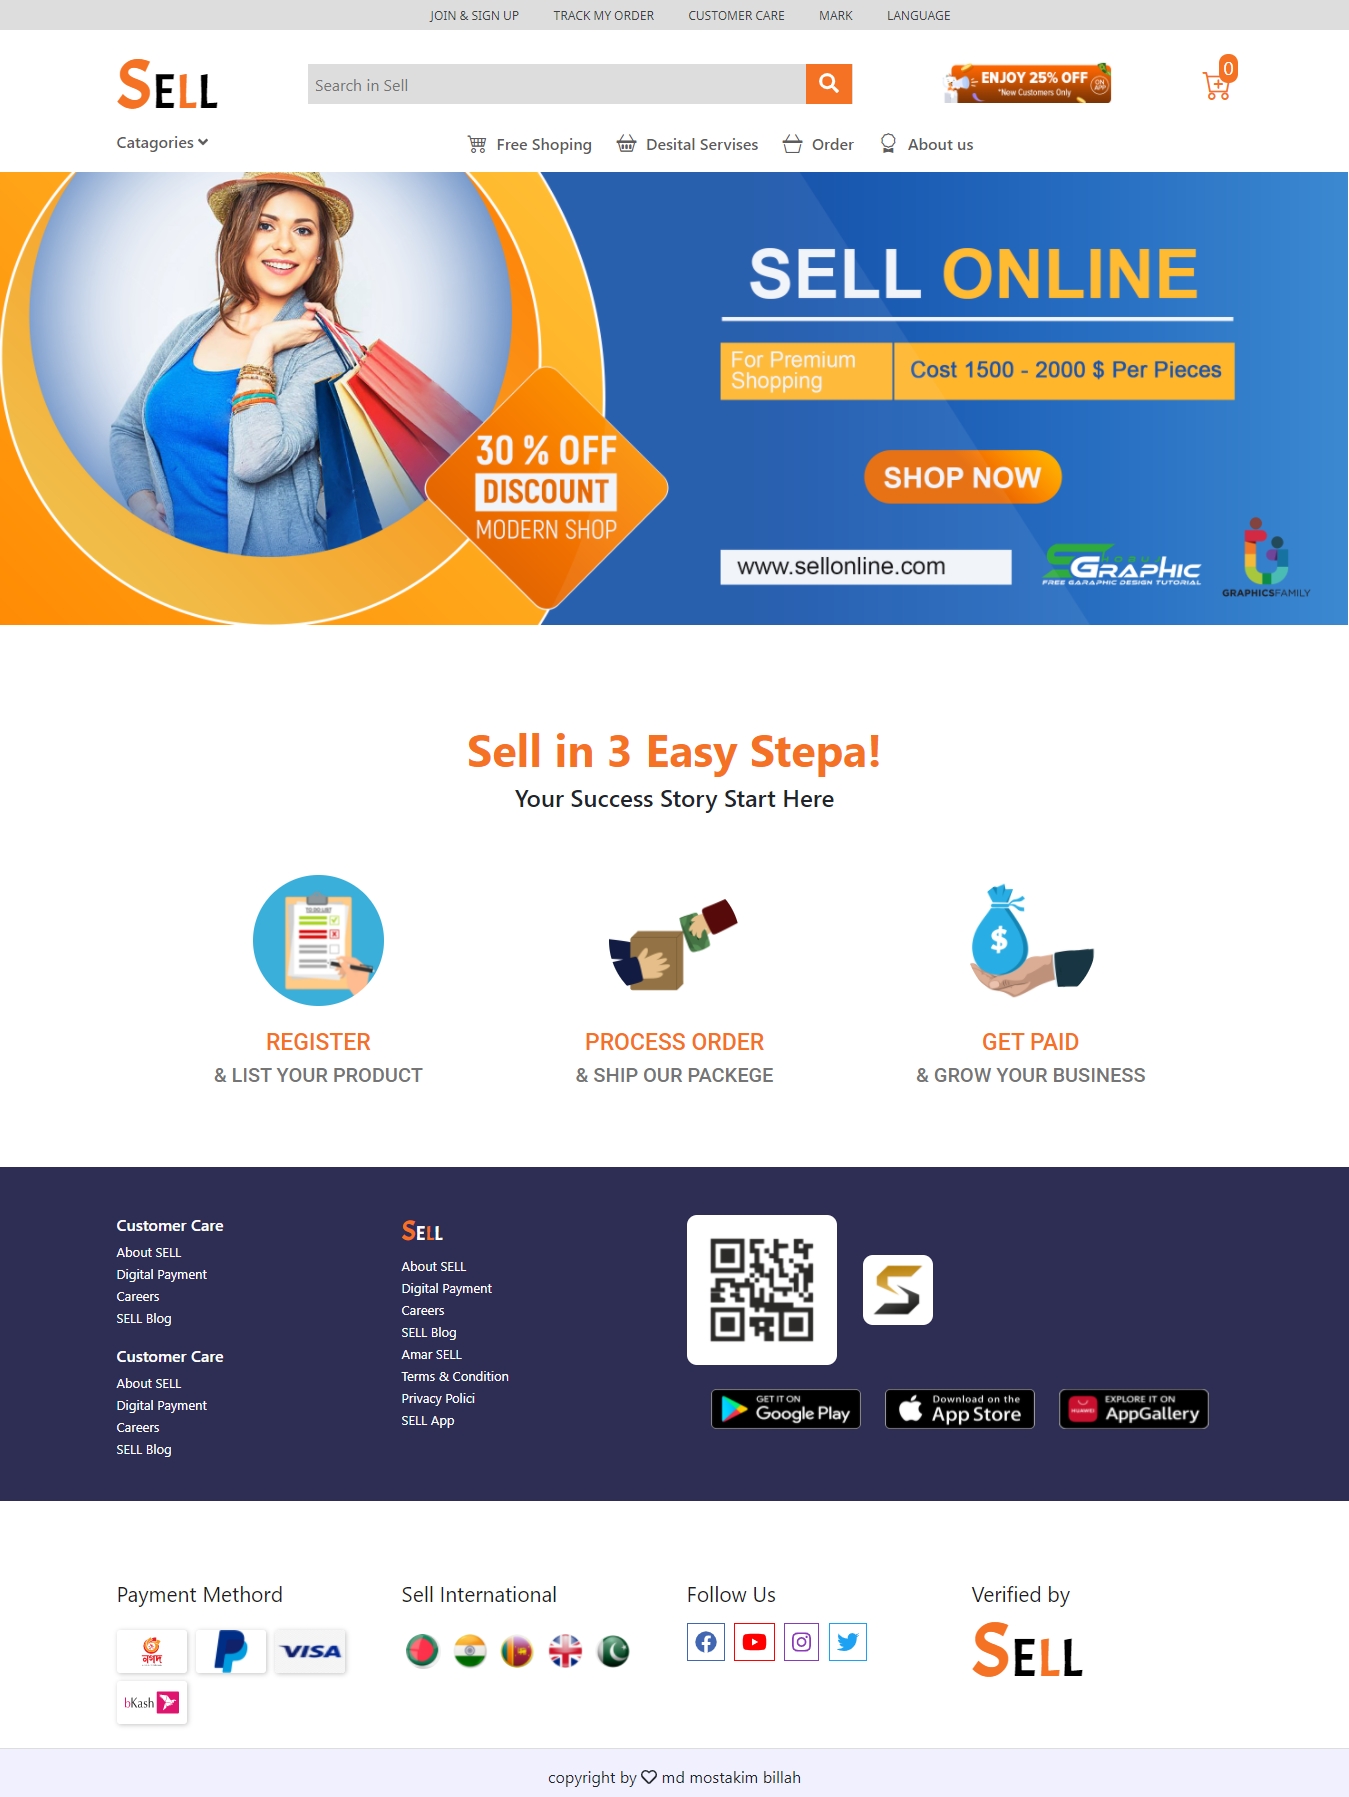 JOIN & SIGN UP TRACK MY ORDER CUSTOMER CARE MARK LANGUAGE
SELL
Search in Sell
ENJOY 25% OFF
*New Customers Only
ON APP
0
Catagories
Free Shoping
Desital Servises
Order
About us
SELL ONLINE
For Premium
Shopping
Cost 1500 - 2000 $ Per Pieces
30 % OFF
DISCOUNT
MODERN SHOP
SHOP NOW
www.sellonline.com
GRAPHIC
FREE GARAPHIC DESIGN TUTORIAL
GRAPHICSFAMILY
Sell in 3 Easy Stepa!
Your Success Story Start Here
$
REGISTER
& LIST YOUR PRODUCT
PROCESS ORDER
& SHIP OUR PACKEGE
GET PAID
& GROW YOUR BUSINESS
Customer Care
About SELL
Digital Payment
Careers
SELL Blog
Customer Care
About SELL
Digital Payment
Careers
SELL Blog
SELL
About SELL
Digital Payment
Careers
SELL Blog
Amar SELL
Terms & Condition
Privacy Polici
SELL App
GET IT ON
Google Play
Download on the
App Store
HUAWEI
EXPLORE IT ON
AppGallery
Payment Methord
নগদ
VISA
bKash
Sell International
Follow Us
Verified by
SELL
copyright by md mostakim billah